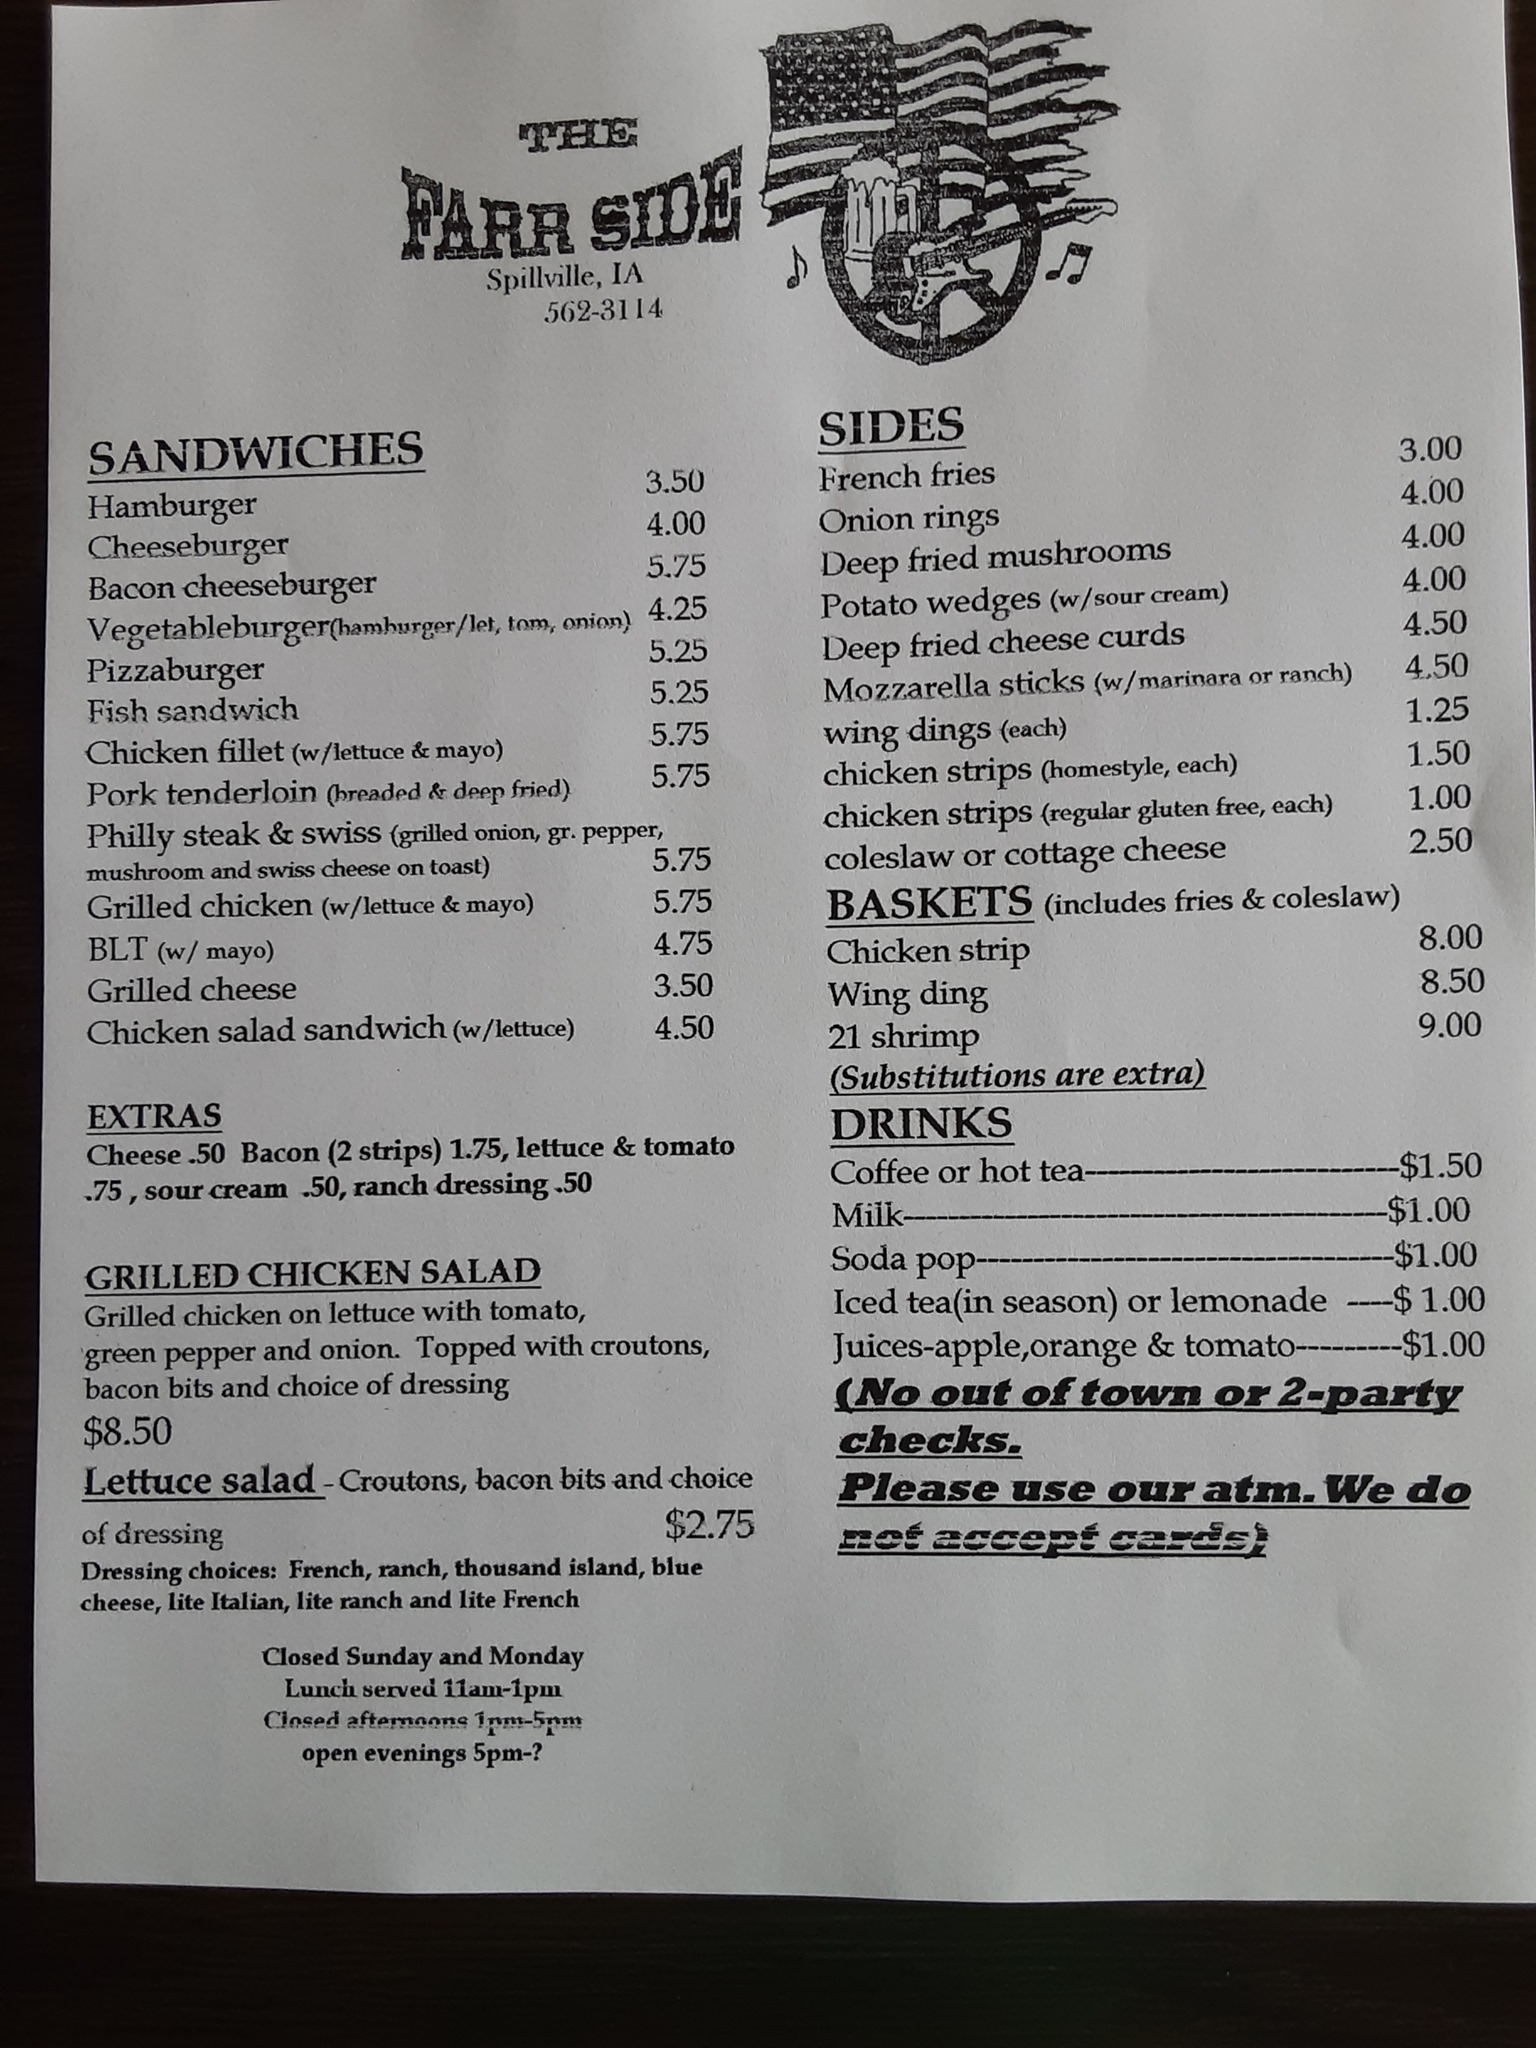 THE
FARR SIDE
Spillville, IA
562-3114
SANDWICHES
Hamburger 3.50
Cheeseburger 4.00
Bacon cheeseburger 5.75
Vegetableburger(hamburger/let, tom, onion) 4.25
Pizzaburger 5.25
Fish sandwich 5.25
Chicken fillet (w/lettuce & mayo) 5.75
Pork tenderloin (breaded & deep fried) 5.75
Philly steak & swiss (grilled onion, gr. pepper,
mushroom and swiss cheese on toast) 5.75
Grilled chicken (w/lettuce & mayo) 5.75
BLT (w/ mayo) 4.75
Grilled cheese 3.50
Chicken salad sandwich (w/lettuce) 4.50
EXTRAS
Cheese .50 Bacon (2 strips) 1.75, lettuce & tomato
.75 , sour cream .50, ranch dressing .50
GRILLED CHICKEN SALAD
Grilled chicken on lettuce with tomato,
green pepper and onion. Topped with croutons,
bacon bits and choice of dressing
$8.50
Lettuce salad - Croutons, bacon bits and choice
of dressing $2.75
Dressing choices: French, ranch, thousand island, blue
cheese, lite Italian, lite ranch and lite French
Closed Sunday and Monday
Lunch served 11am-1pm
Closed afternoons 1pm-5pm
open evenings 5pm-?
SIDES
French fries 3.00
Onion rings 4.00
Deep fried mushrooms 4.00
Potato wedges (w/sour cream) 4.00
Deep fried cheese curds 4.50
Mozzarella sticks (w/marinara or ranch) 4.50
wing dings (each) 1.25
chicken strips (homestyle, each) 1.50
chicken strips (regular gluten free, each) 1.00
coleslaw or cottage cheese 2.50
BASKETS (includes fries & coleslaw)
Chicken strip 8.00
Wing ding 8.50
21 shrimp 9.00
(Substitutions are extra)
DRINKS
Coffee or hot tea----------------------------$1.50
Milk-------------------------------------------$1.00
Soda pop-------------------------------------$1.00
Iced tea(in season) or lemonade ----$ 1.00
Juices-apple,orange & tomato---------$1.00
(No out of town or 2-party
checks.
Please use our atm. We do
not accept cards)